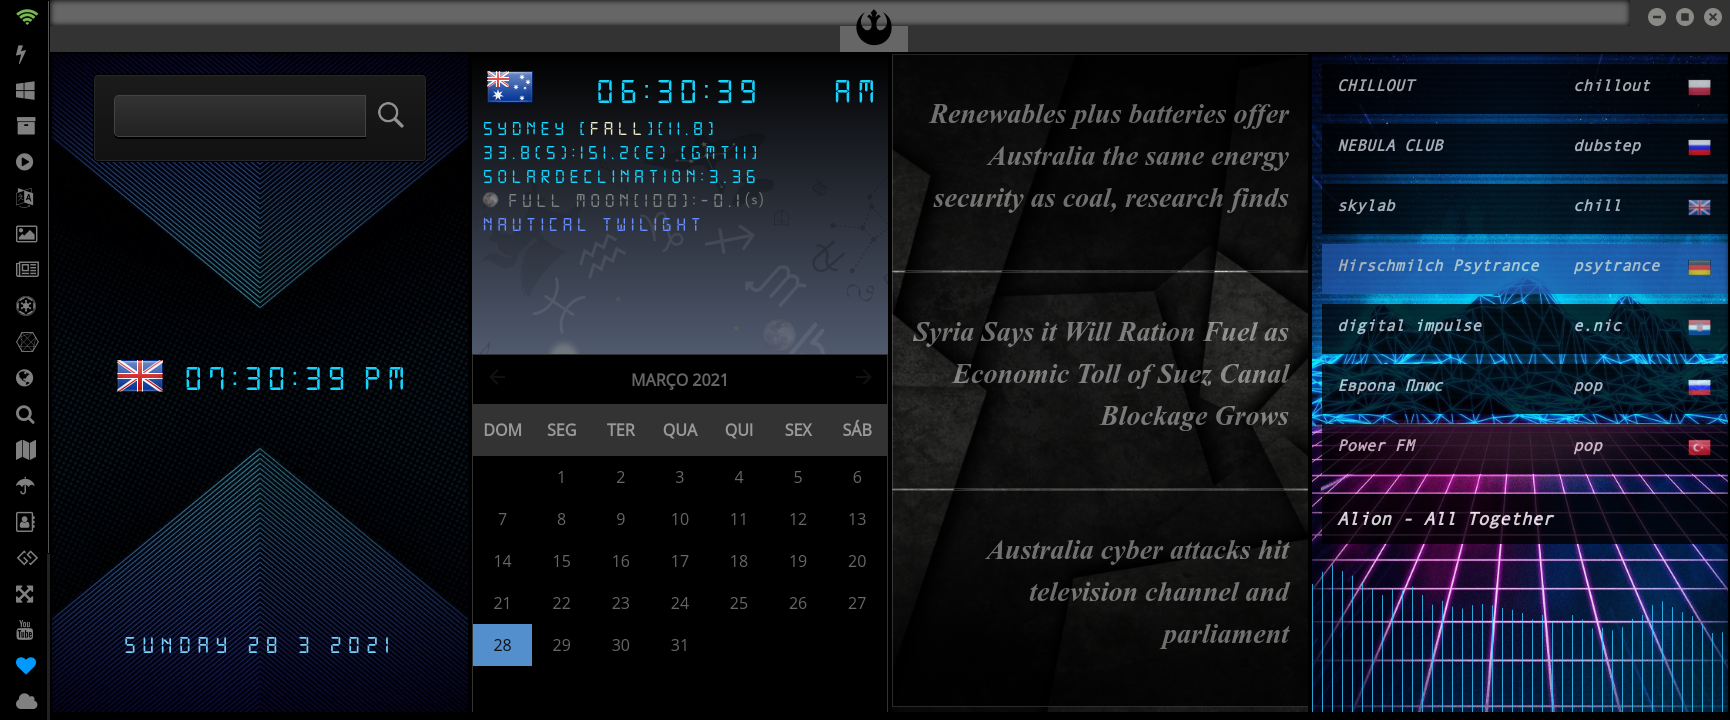 07:30:39 PM
SUNDAY 28 3 2021
06:30:39 AM
SYDNEY [FALL][11.8]
33.8(S):151.2(E) [GMT11]
SOLARDECLINATION:3.36
FULL MOON[100]:-0.1(s)
NAUTICAL TWILIGHT
MARÇO 2021
DOM SEG TER QUA QUI SEX SÁB
1 2 3 4 5 6
7 8 9 10 11 12 13
14 15 16 17 18 19 20
21 22 23 24 25 26 27
28 29 30 31
Renewables plus batteries offer
Australia the same energy
security as coal, research finds
Syria Says it Will Ration Fuel as
Economic Toll of Suez Canal
Blockage Grows
Australia cyber attacks hit
television channel and
parliament
CHILLOUT chillout
NEBULA CLUB dubstep
skylab chill
Hirschmilch Psytrance psytrance
digital impulse e.nic
Европа Плюс pop
Power FM pop
Alion - All Together
You
Tube